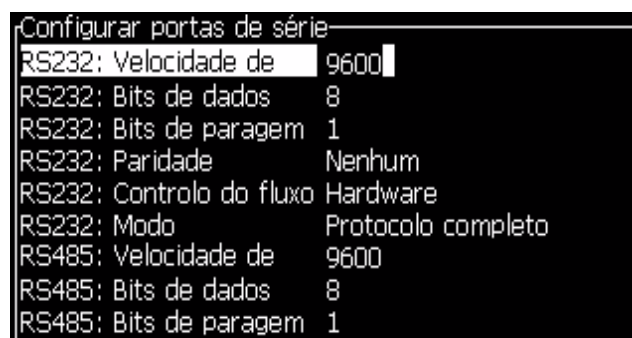 Configurar portas de série
RS232: Velocidade de 9600
RS232: Bits de dados 8
RS232: Bits de paragem 1
RS232: Paridade Nenhum
RS232: Controlo do fluxo Hardware
RS232: Modo Protocolo completo
RS485: Velocidade de 9600
RS485: Bits de dados 8
RS485: Bits de paragem 1